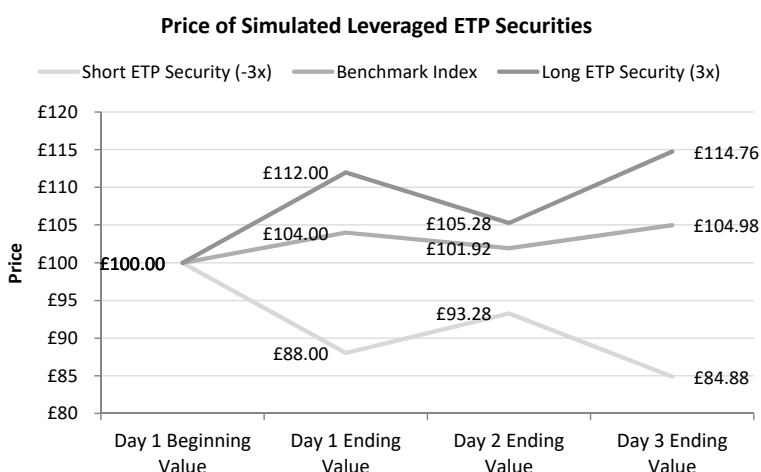 Price of Simulated Leveraged ETP Securities
Short ETP Security (-3x) Benchmark Index Long ETP Security (3x)
£120
£115
£110
£105
£100
£95
£90
£85
£80
Price
£100.00
£112.00
£104.00
£88.00
£105.28
£101.92
£93.28
£114.76
£104.98
£84.88
Day 1 Beginning
Value
Day 1 Ending
Value
Day 2 Ending
Value
Day 3 Ending
Value